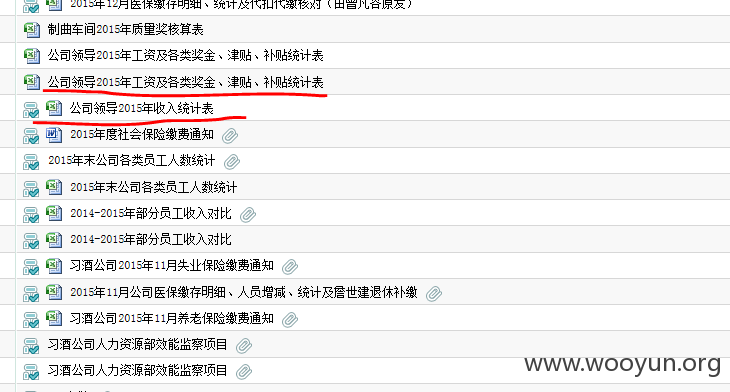 2015年12月医保缴存明细、统计及代扣代缴核对（由曾凡谷原发）
制曲车间2015年质量奖核算表
公司领导2015年工资及各类奖金、津贴、补贴统计表
公司领导2015年工资及各类奖金、津贴、补贴统计表
公司领导2015年收入统计表
2015年度社会保险缴费通知
2015年末公司各类员工人数统计
2015年末公司各类员工人数统计
2014-2015年部分员工收入对比
2014-2015年部分员工收入对比
习酒公司2015年11月失业保险缴费通知
2015年11月公司医保缴存明细、人员增减、统计及詹世建退休补缴
习酒公司2015年11月养老保险缴费通知
习酒公司人力资源部效能监察项目
习酒公司人力资源部效能监察项目
www.wooyun.org